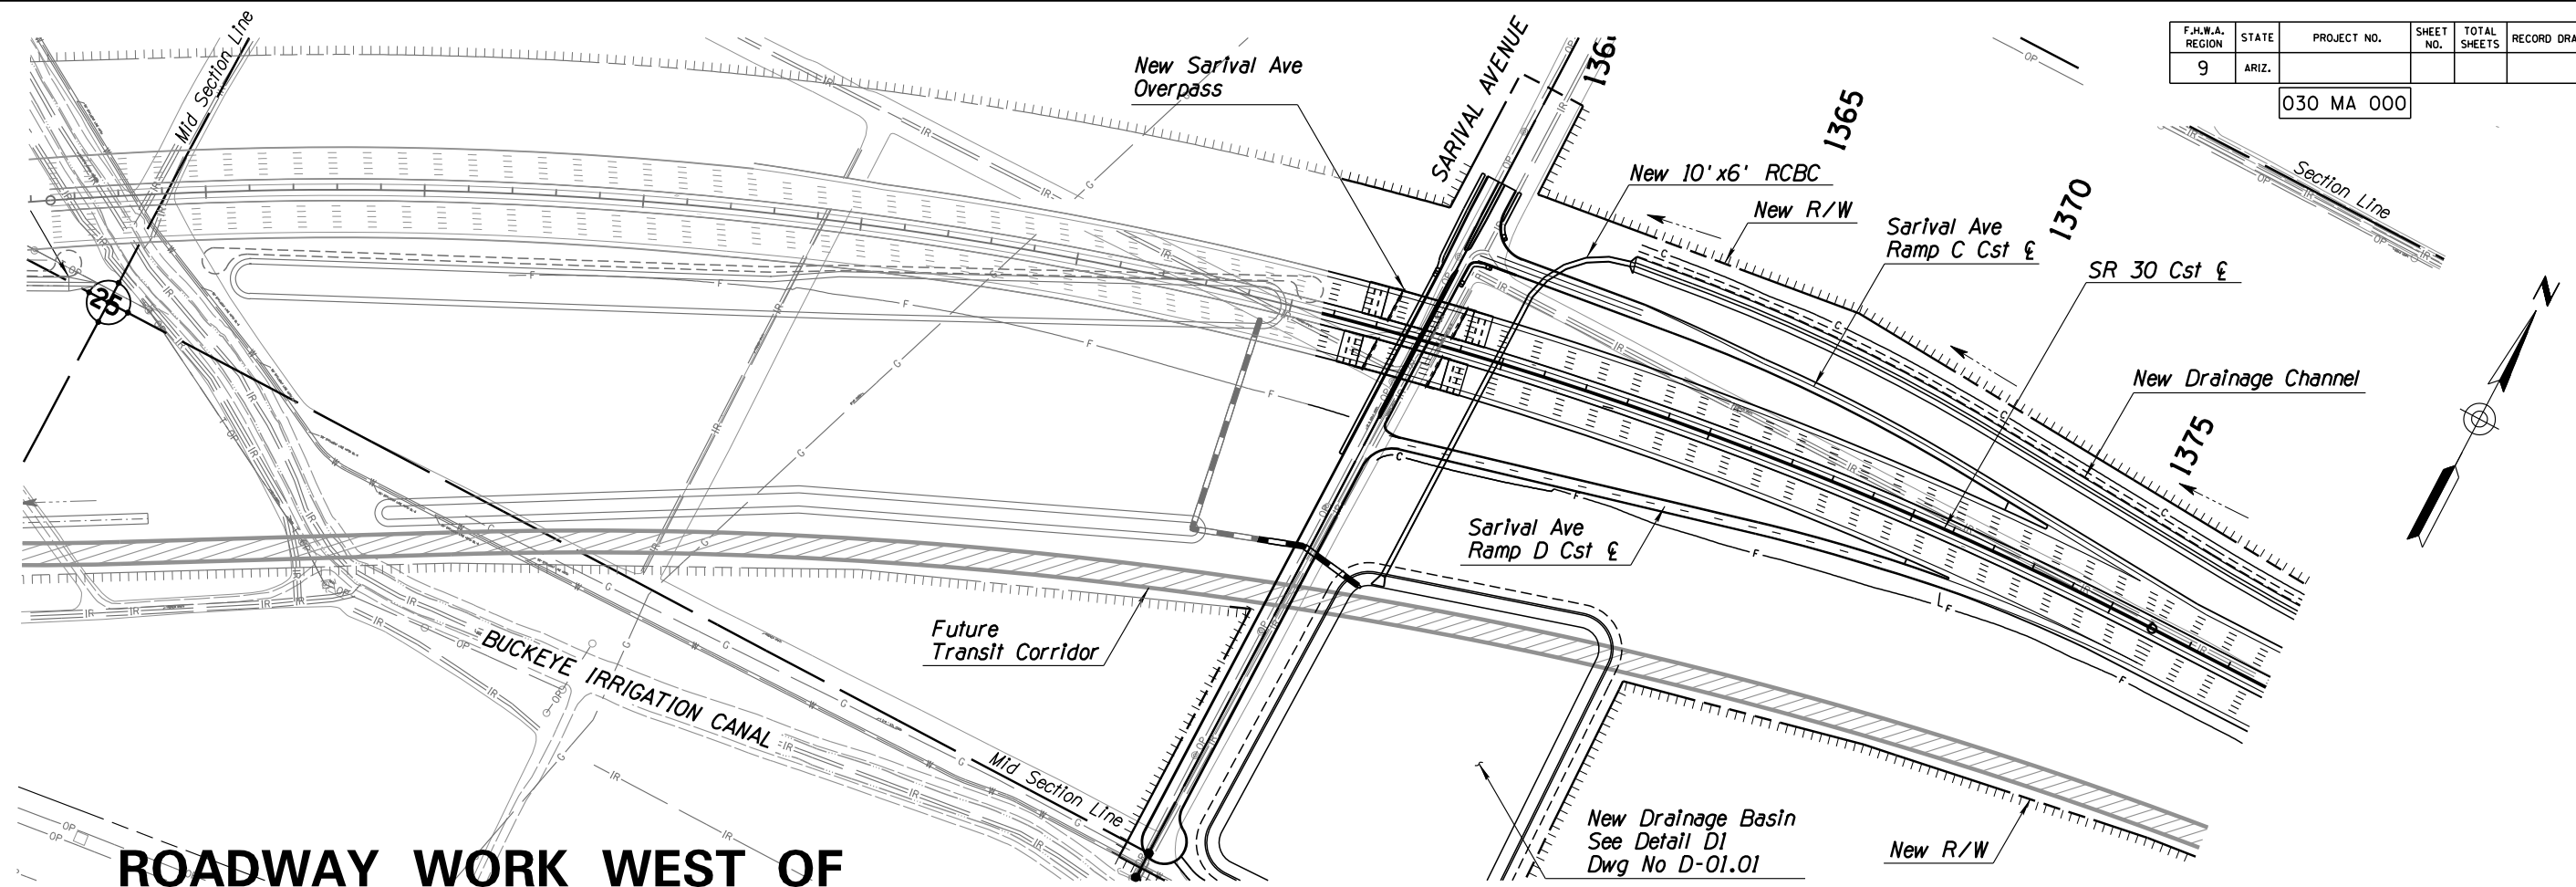 F.H.W.A. REGION
STATE
PROJECT NO.
SHEET NO.
TOTAL SHEETS
RECORD DRA
9
ARIZ.
030 MA 000
Mid Section Line
New Sarival Ave
Overpass
SARIVAL AVENUE
136
1365
New 10'x6' RCBC
New R/W
Sarival Ave
Ramp C Cst ℄
1370
SR 30 Cst ℄
Section Line
N
25
New Drainage Channel
1375
Sarival Ave
Ramp D Cst ℄
Future
Transit Corridor
BUCKEYE IRRIGATION CANAL
Mid Section Line
New Drainage Basin
See Detail D1
Dwg No D-01.01
New R/W
ROADWAY WORK WEST OF